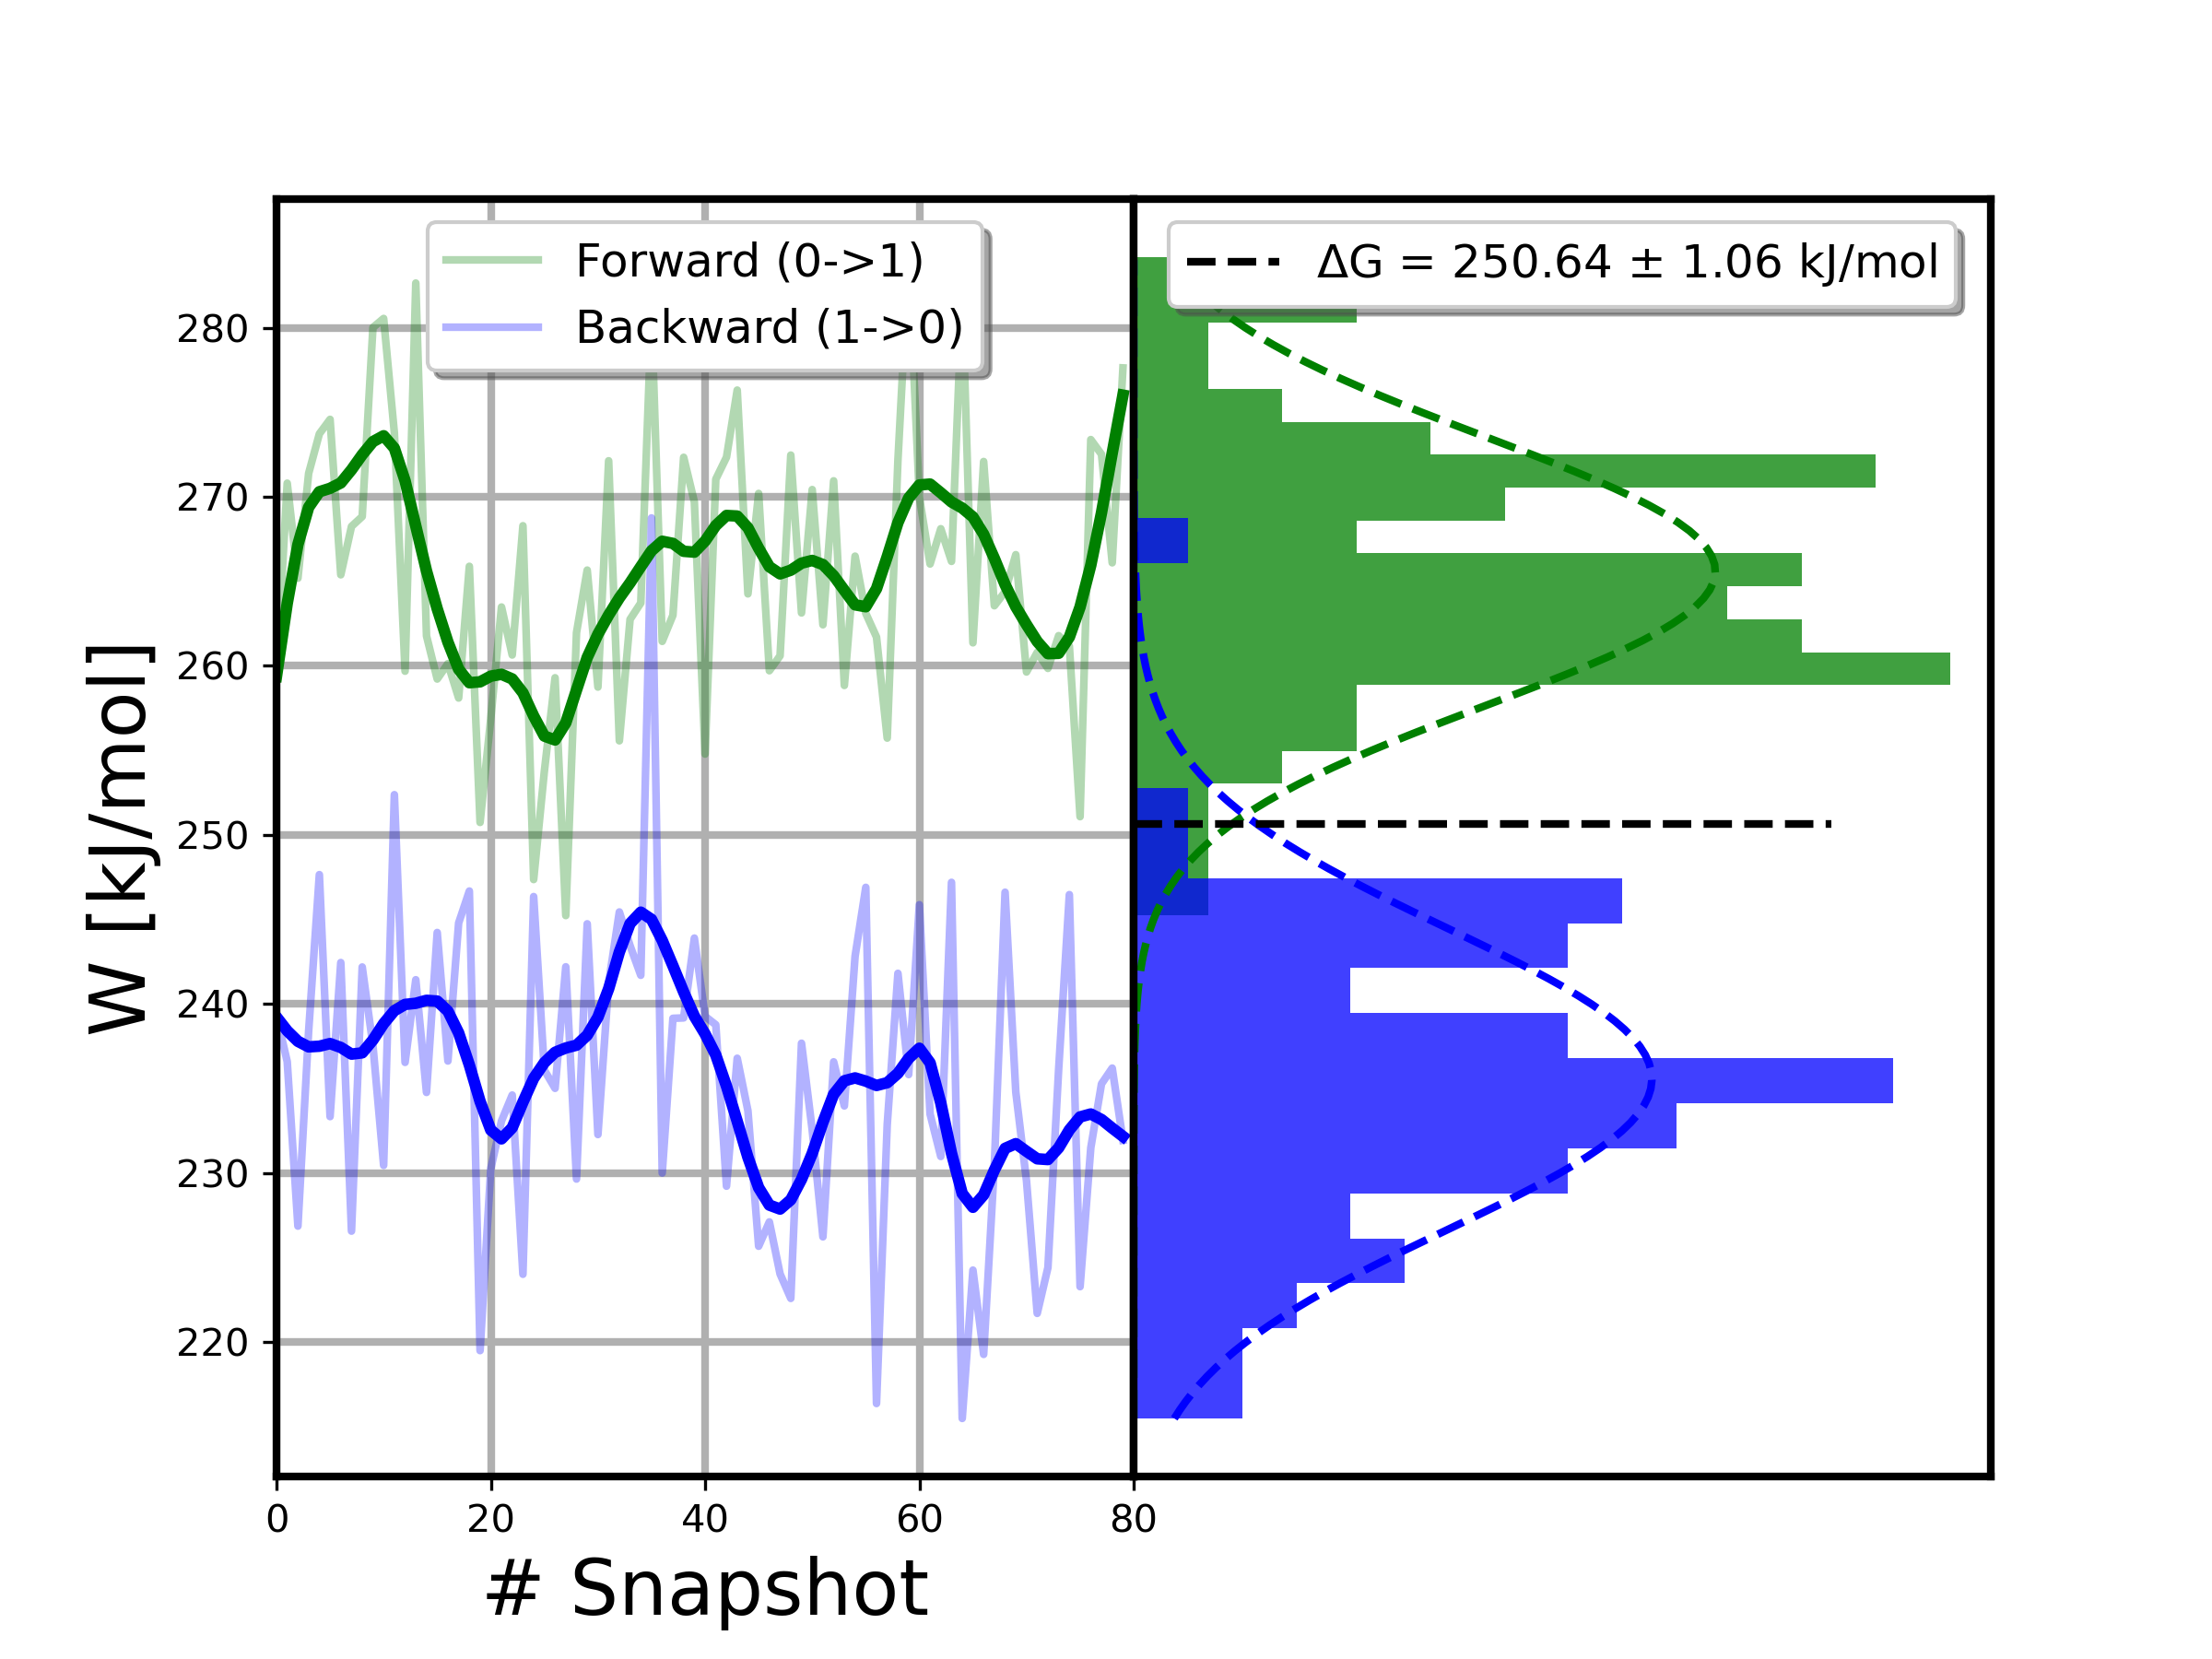 Forward (0->1)
Backward (1->0)
ΔG = 250.64 ± 1.06 kJ/mol
280
270
260
250
240
230
220
W [kJ/mol]
0
20
40
60
80
# Snapshot